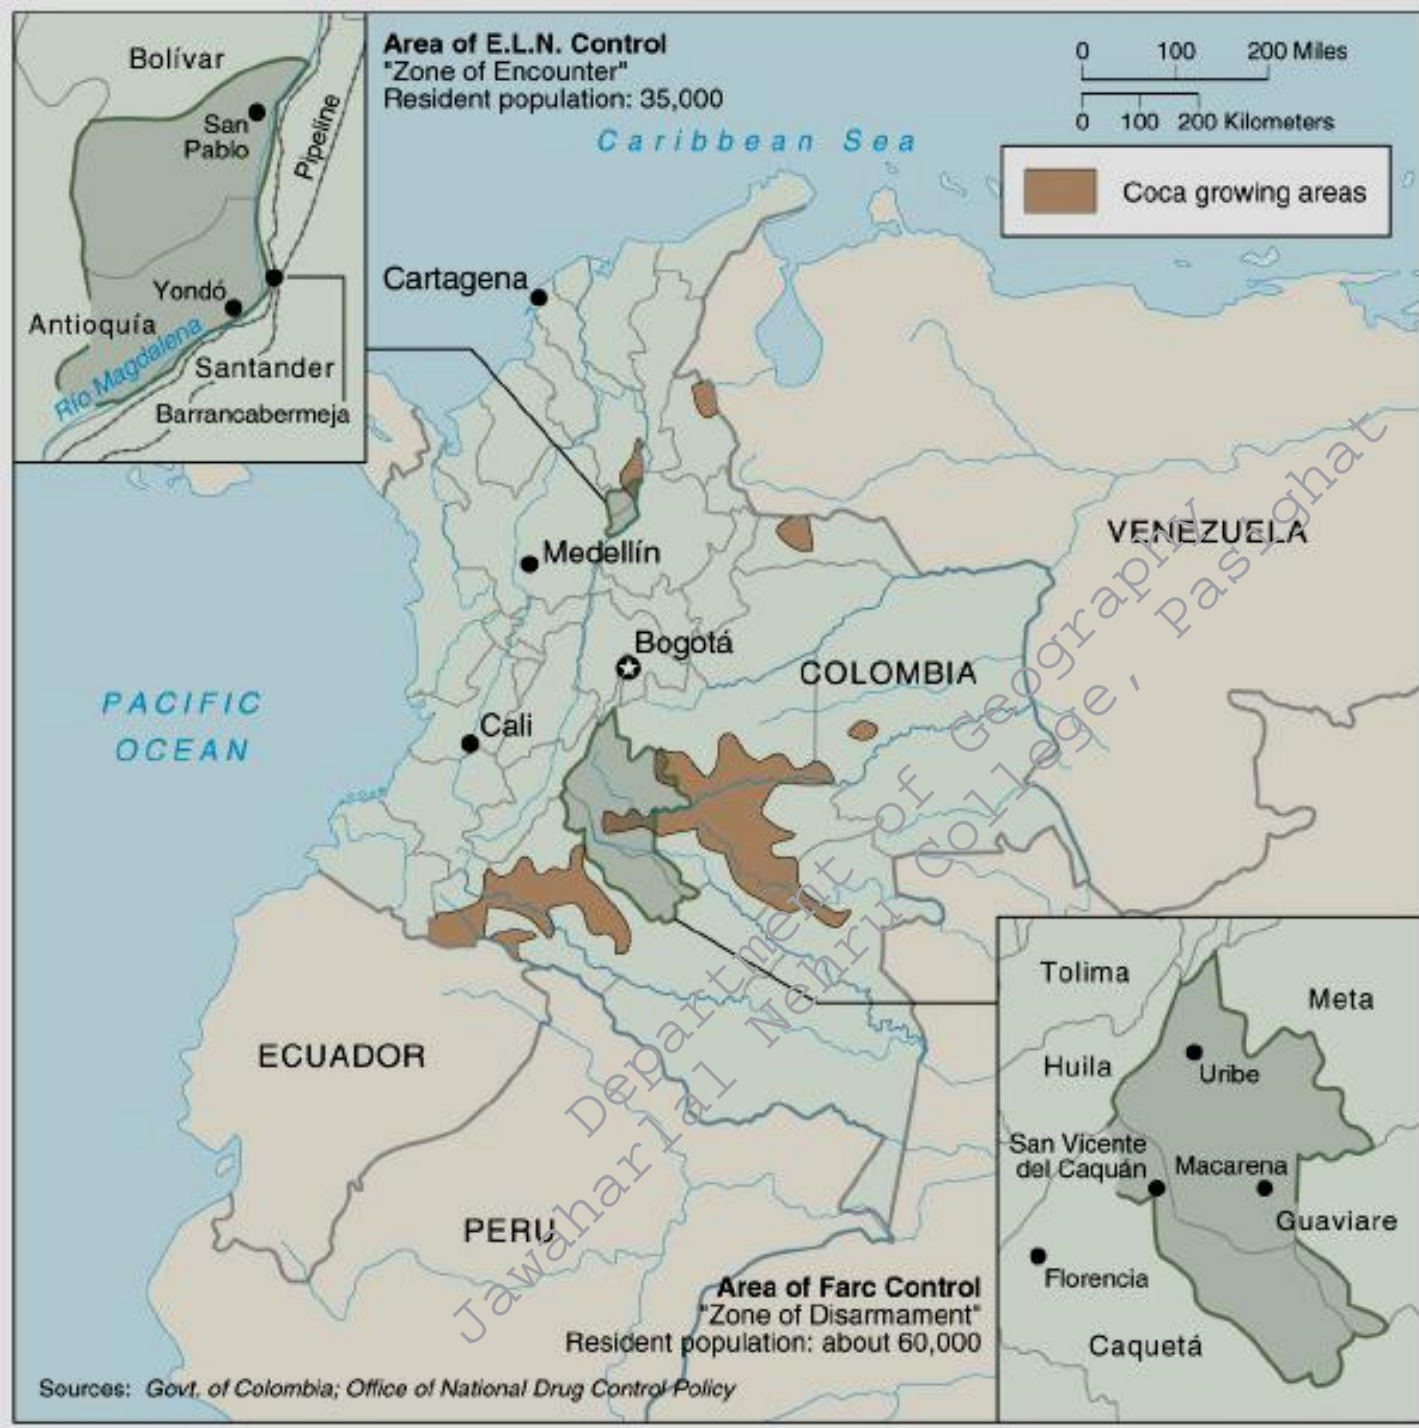 Bolívar
San
Pablo
Pipeline
Yondó
Antioquía
Río Magdalena
Santander
Barrancabermeja
Area of E.L.N. Control
"Zone of Encounter"
Resident population: 35,000
0 100 200 Miles
0 100 200 Kilometers
Caribbean Sea
Coca growing areas
Cartagena
VENEZUELA
Medellín
Bogotá
COLOMBIA
PACIFIC
OCEAN
Cali
ECUADOR
PERU
Department of Geography
Jawaharlal Nehru College, Pasighat
Tolima
Meta
Huila
Uribe
San Vicente
del Caquán
Macarena
Guaviare
Florencia
Caquetá
Area of Farc Control
"Zone of Disarmament"
Resident population: about 60,000
Sources: Govt. of Colombia; Office of National Drug Control Policy